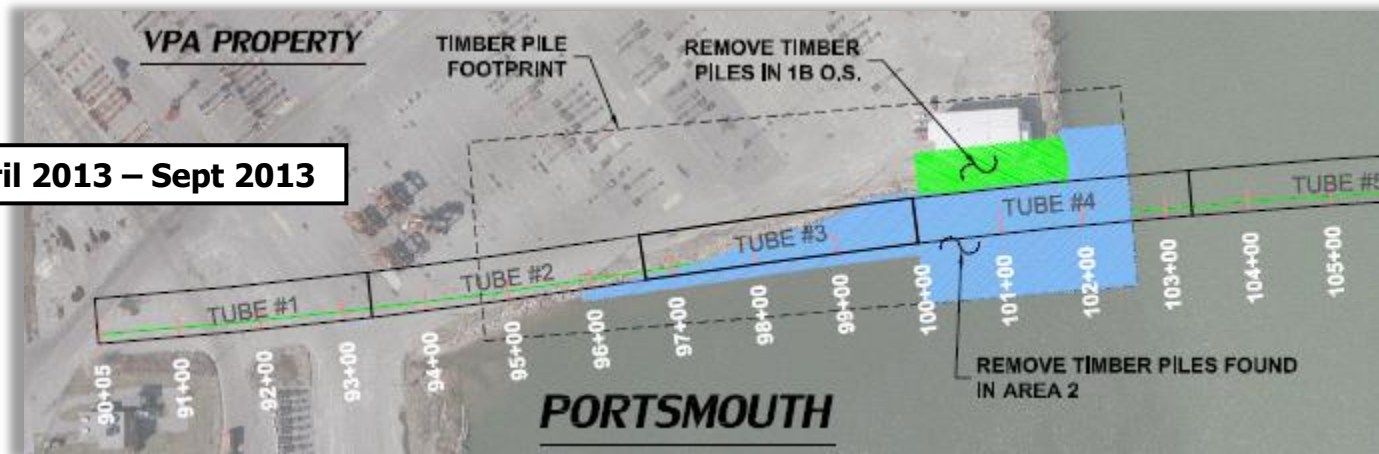 VPA PROPERTY
TIMBER PILE
FOOTPRINT
REMOVE TIMBER
PILES IN 1B O.S.
ril 2013 – Sept 2013
TUBE #1
TUBE #2
TUBE #3
TUBE #4
TUBE #5
90+05
91+00
92+00
93+00
94+00
95+00
96+00
97+00
98+00
99+00
100+00
101+00
102+00
103+00
104+00
105+00
REMOVE TIMBER PILES FOUND
IN AREA 2
PORTSMOUTH